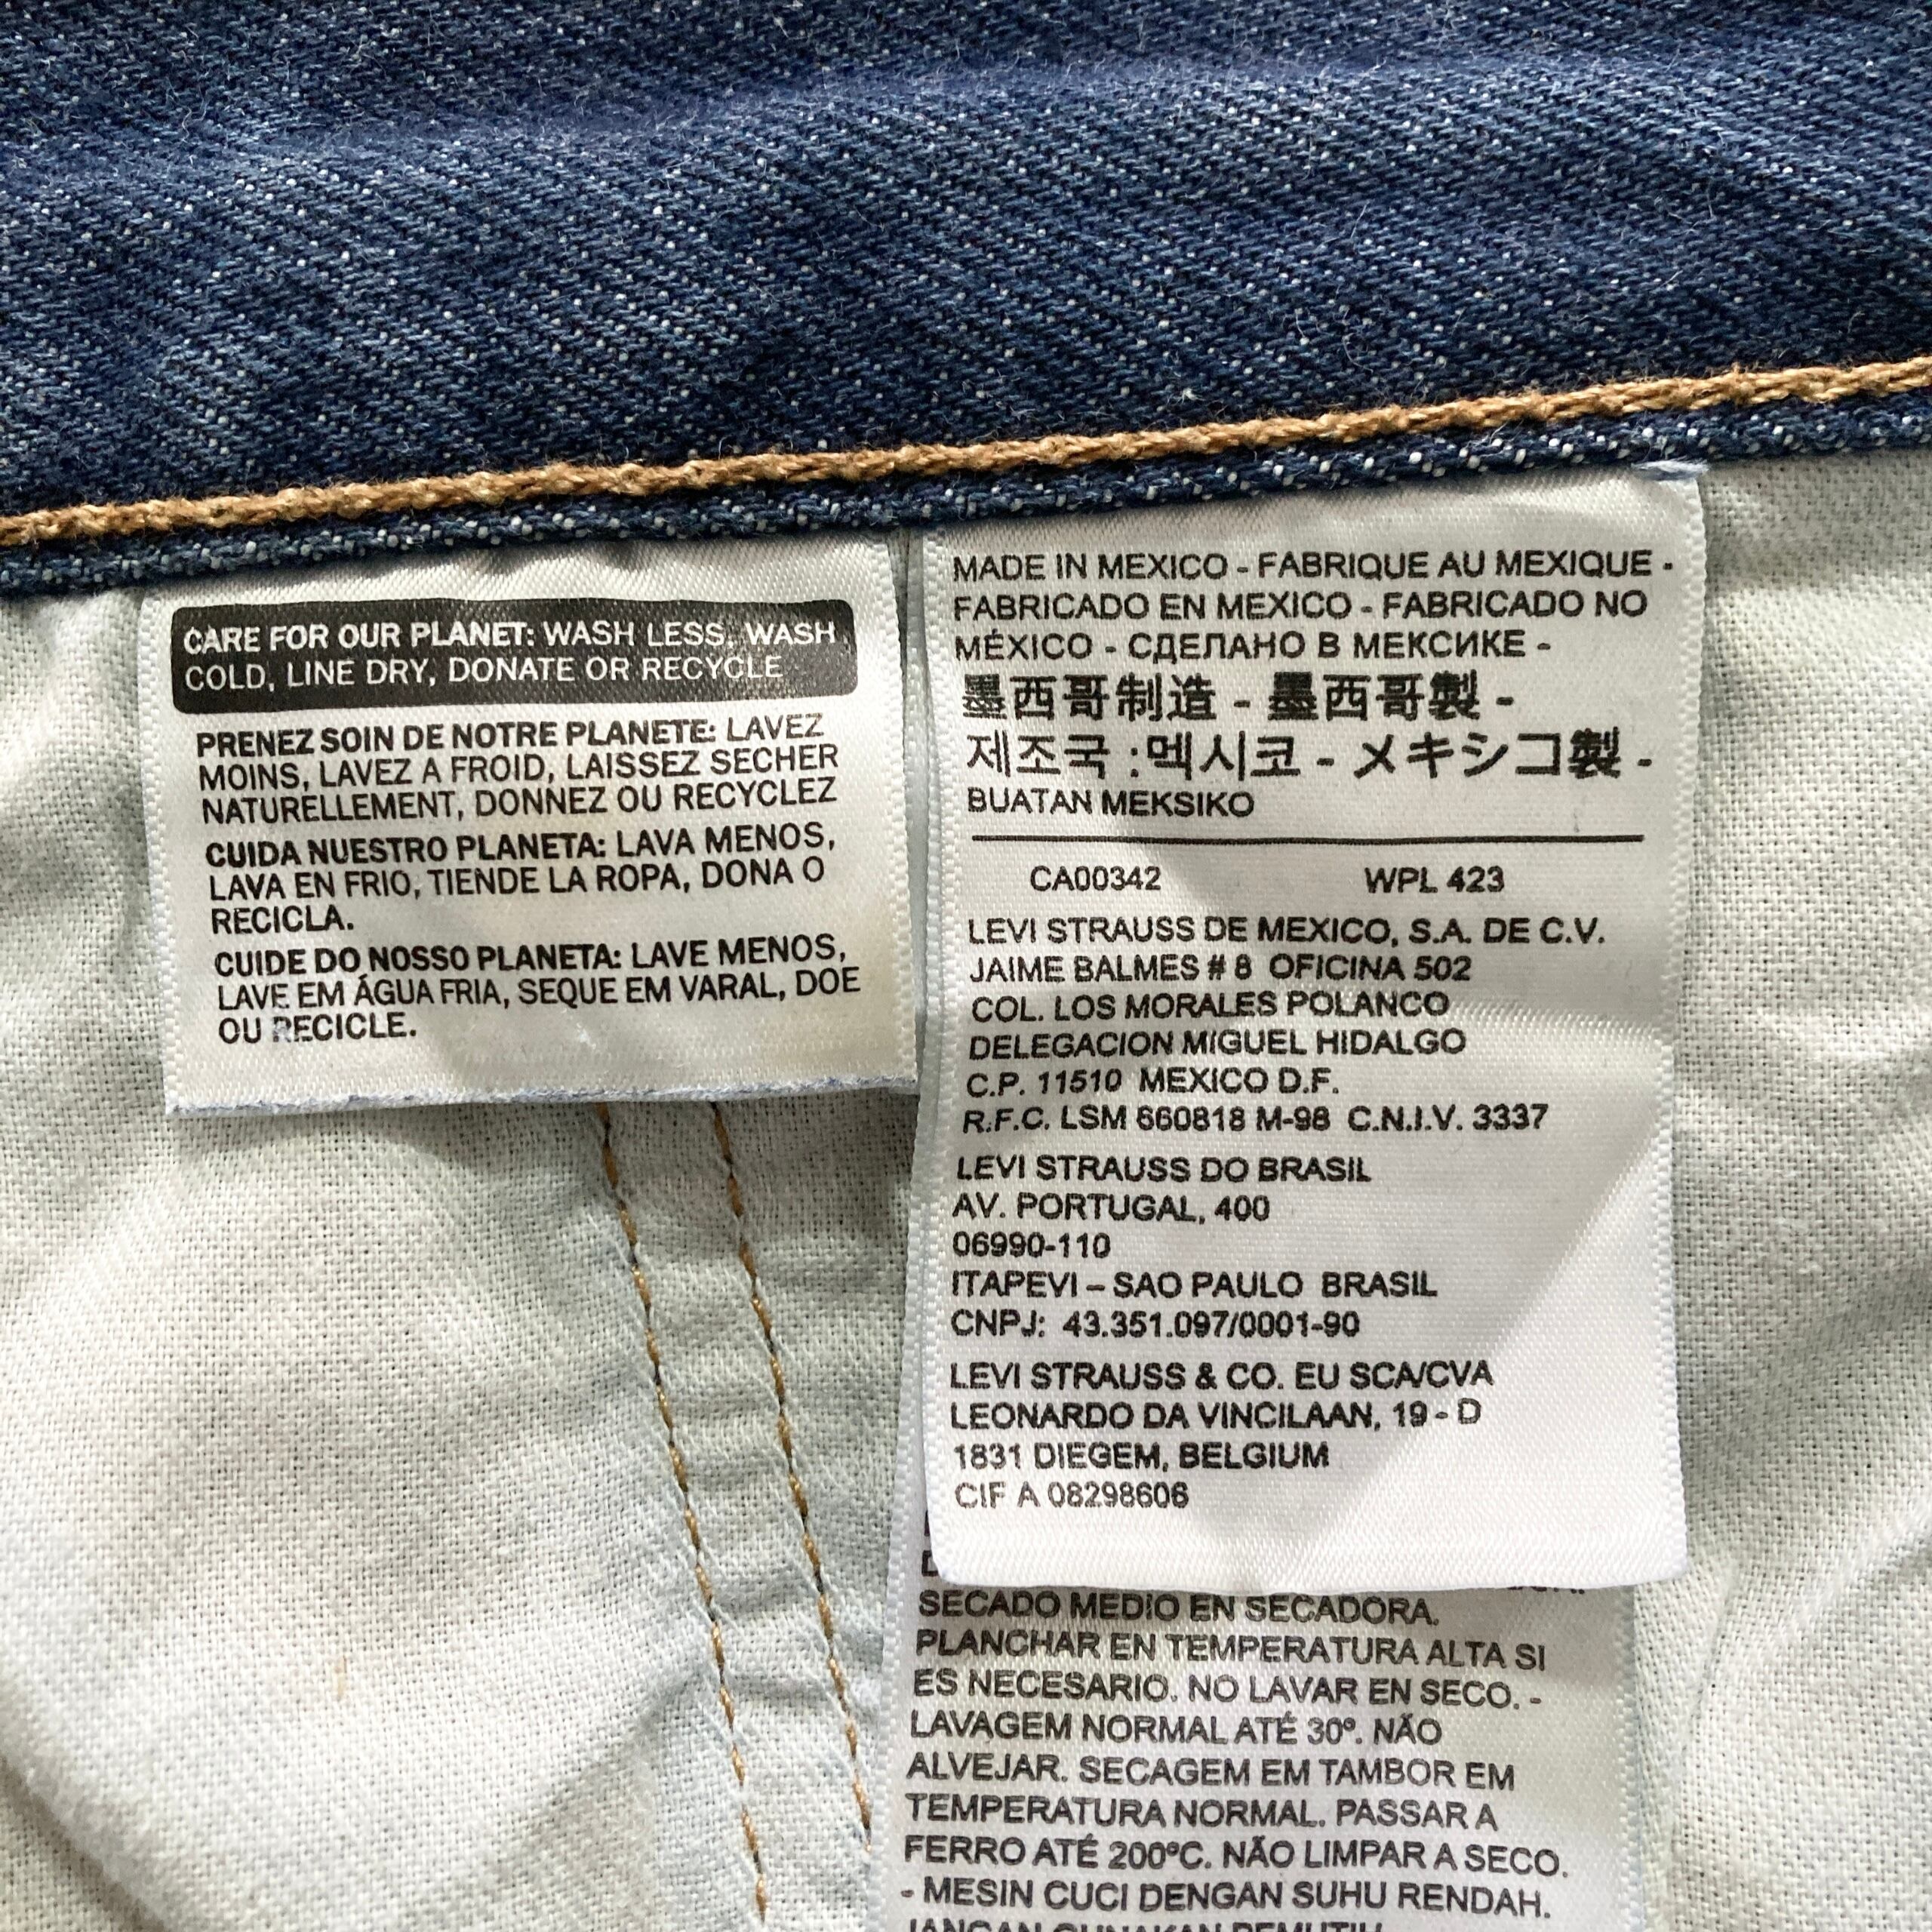 CARE FOR OUR PLANET: WASH LESS, WASH
COLD, LINE DRY, DONATE OR RECYCLE
PRENEZ SOIN DE NOTRE PLANETE: LAVEZ
MOINS, LAVEZ A FROID, LAISSEZ SECHER
NATURELLEMENT, DONNEZ OU RECYCLEZ
CUIDA NUESTRO PLANETA: LAVA MENOS,
LAVA EN FRIO, TIENDE LA ROPA, DONA O
RECICLA.
CUIDE DO NOSSO PLANETA: LAVE MENOS,
LAVE EM ÁGUA FRIA, SEQUE EM VARAL, DOE
OU RECICLE.
MADE IN MEXICO - FABRIQUE AU MEXIQUE -
FABRICADO EN MEXICO - FABRICADO NO
MÉXICO - СДЕЛАНО В МЕКСИКЕ -
墨西哥制造 - 墨西哥製 -
제조국 :멕시코 - メキシコ製 -
BUATAN MEKSIKO
CA00342 WPL 423
LEVI STRAUSS DE MEXICO, S.A. DE C.V.
JAIME BALMES # 8 OFICINA 502
COL. LOS MORALES POLANCO
DELEGACION MIGUEL HIDALGO
C.P. 11510 MEXICO D.F.
R.F.C. LSM 660818 M-98 C.N.I.V. 3337
LEVI STRAUSS DO BRASIL
AV. PORTUGAL, 400
06990-110
ITAPEVI – SAO PAULO BRASIL
CNPJ: 43.351.097/0001-90
LEVI STRAUSS & CO. EU SCA/CVA
LEONARDO DA VINCILAAN, 19 - D
1831 DIEGEM, BELGIUM
CIF A 08298606
SECADO MEDIO EN SECADORA.
PLANCHAR EN TEMPERATURA ALTA SI
ES NECESARIO. NO LAVAR EN SECO. -
LAVAGEM NORMAL ATÉ 30º. NÃO
ALVEJAR. SECAGEM EM TAMBOR EM
TEMPERATURA NORMAL. PASSAR A
FERRO ATÉ 200ºC. NÃO LIMPAR A SECO.
- MESIN CUCI DENGAN SUHU RENDAH.